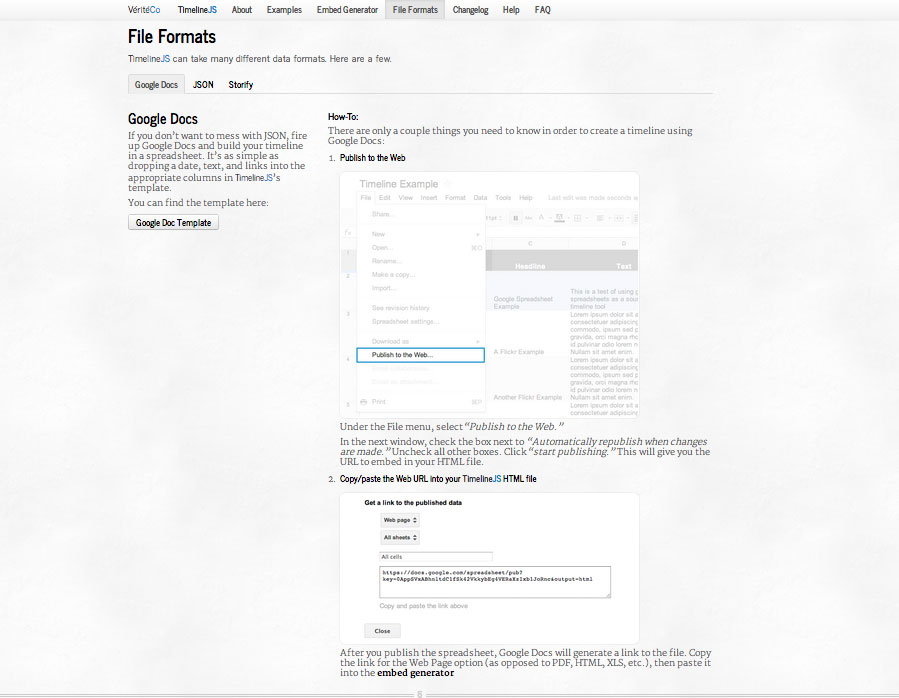 VéritéCo TimelineJS About Examples Embed Generator File Formats Changelog Help FAQ
File Formats
TimelineJS can take many different data formats. Here are a few.
Google Docs JSON Storify
Google Docs
If you don't want to mess with JSON, fire
up Google Docs and build your timeline
in a spreadsheet. It's as simple as
dropping a date, text, and links into the
appropriate columns in TimelineJS's
template.
You can find the template here:
Google Doc Template
How-To:
There are only a couple things you need to know in order to create a timeline using
Google Docs:
1. Publish to the Web
Timeline Example
File Edit View Insert Format Data Tools Help Last edit was made seconds
Share...
New
Open...
Rename...
Make a copy...
Import...
See revision history
Spreadsheet settings...
Download as
Publish to the Web...
Email as attachment...
Print
C D
Headline Text
1
2
3
4
5
Google Spreadsheet
Example
This is a test of using
spreadsheets as a sou
timeline tool
Lorem ipsum dolor sit a
consectetuer adipiscing
commodo, ipsum sed p
gravida, orci magna rho
id pulvinar odio lorem n
Nullam sit amet enim.
A Flickr Example
Lorem ipsum dolor sit a
consectetuer adipiscing
commodo, ipsum sed p
gravida, orci magna rho
id pulvinar odio lorem n
Another Flickr Example
Nullam sit amet enim.
Lorem ipsum dolor sit a
consectetuer adipiscing
Under the File menu, select “Publish to the Web.”
In the next window, check the box next to “Automatically republish when changes
are made.” Uncheck all other boxes. Click “start publishing.” This will give you the
URL to embed in your HTML file.
2. Copy/paste the Web URL into your TimelineJS HTML file
Get a link to the published data
Web page
All sheets
All cells
https://docs.google.com/spreadsheet/pub?
Copy and paste the link above
Close
After you publish the spreadsheet, Google Docs will generate a link to the file. Copy
the link for the Web Page option (as opposed to PDF, HTML, XLS, etc.), then paste it
into the embed generator